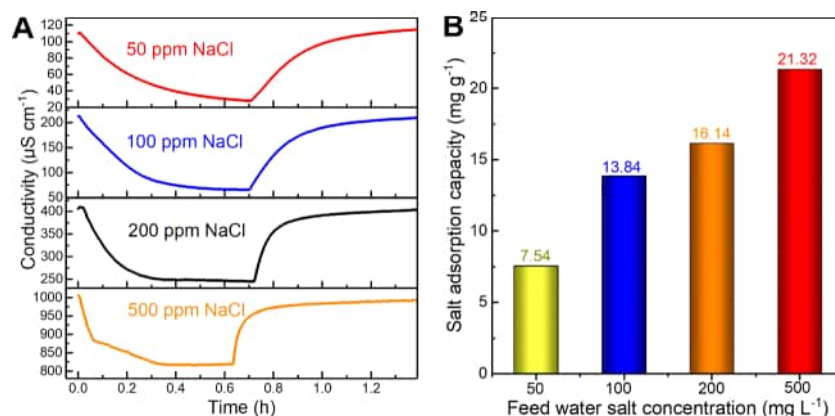 A
50 ppm NaCl
120
100
80
60
40
20
100 ppm NaCl
200
150
100
50
200 ppm NaCl
400
350
300
250
500 ppm NaCl
1000
950
900
850
800
Conductivity (µS cm⁻¹)
0.0 0.2 0.4 0.6 0.8 1.0 1.2
Time (h)
B
25
20
15
10
5
0
Salt adsorption capacity (mg g⁻¹)
7.54
13.84
16.14
21.32
50 100 200 500
Feed water salt concentration (mg L⁻¹)